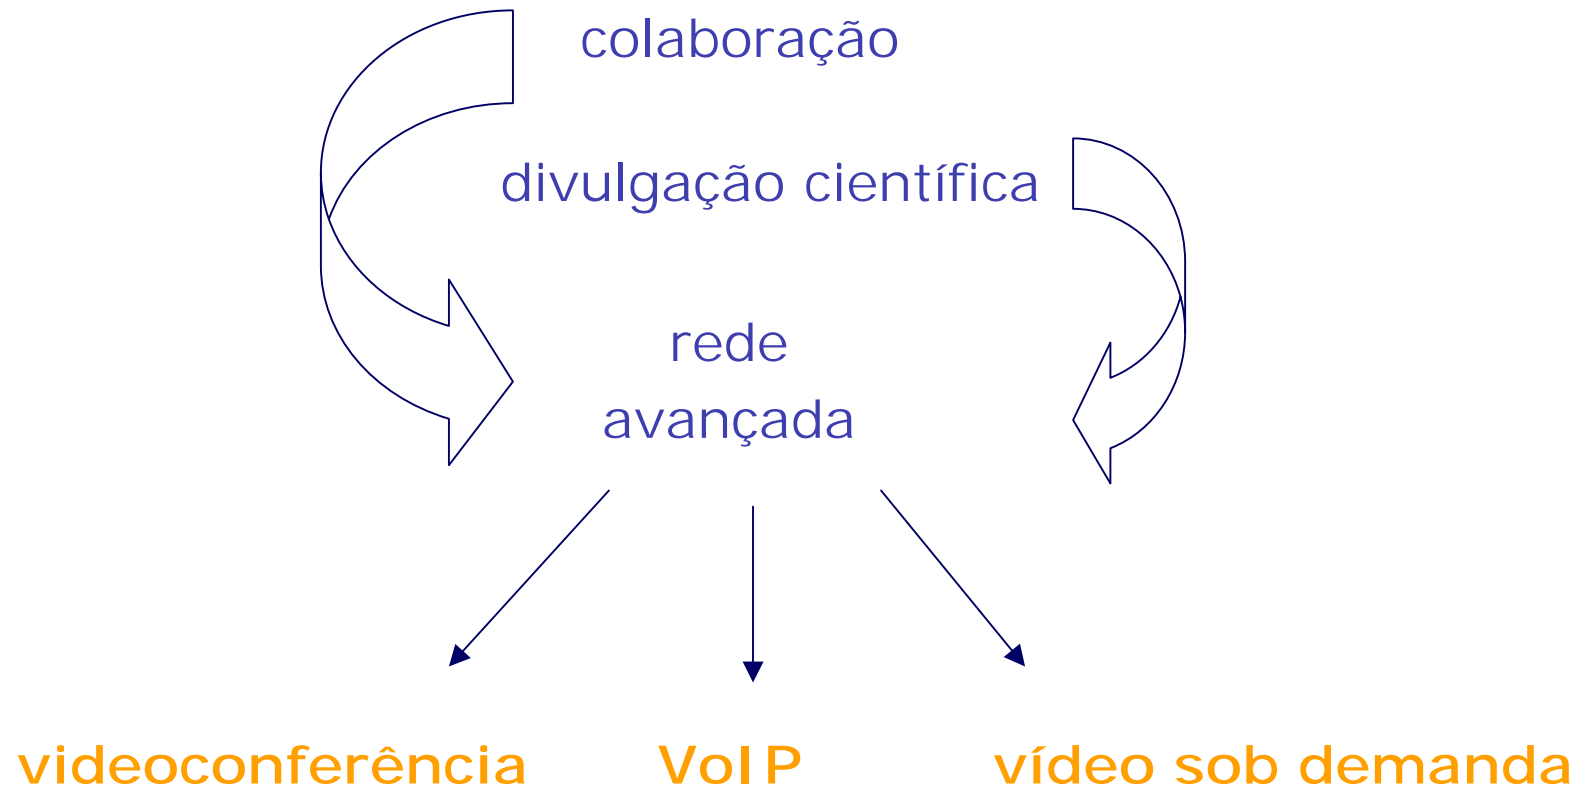 colaboração
divulgação científica
rede
avançada
videoconferência VoIP vídeo sob demanda